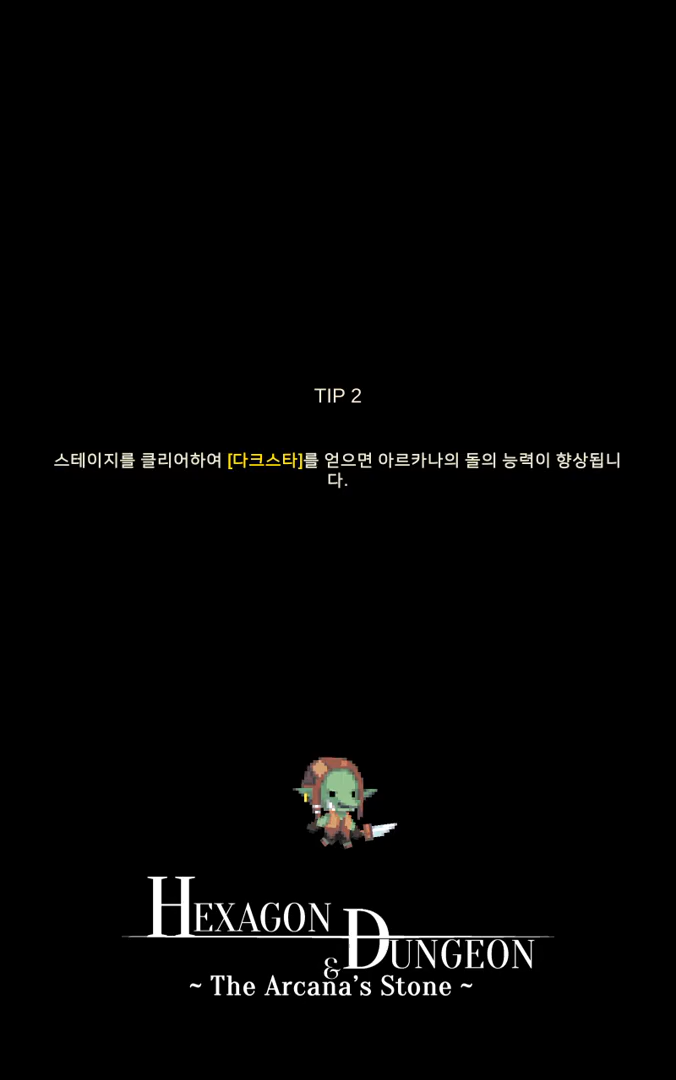 TIP 2
스테이지를 클리어하여 [다크스타]를 얻으면 아르카나의 돌의 능력이 향상됩니
다.
HEXAGON
& DUNGEON
~ The Arcana's Stone ~